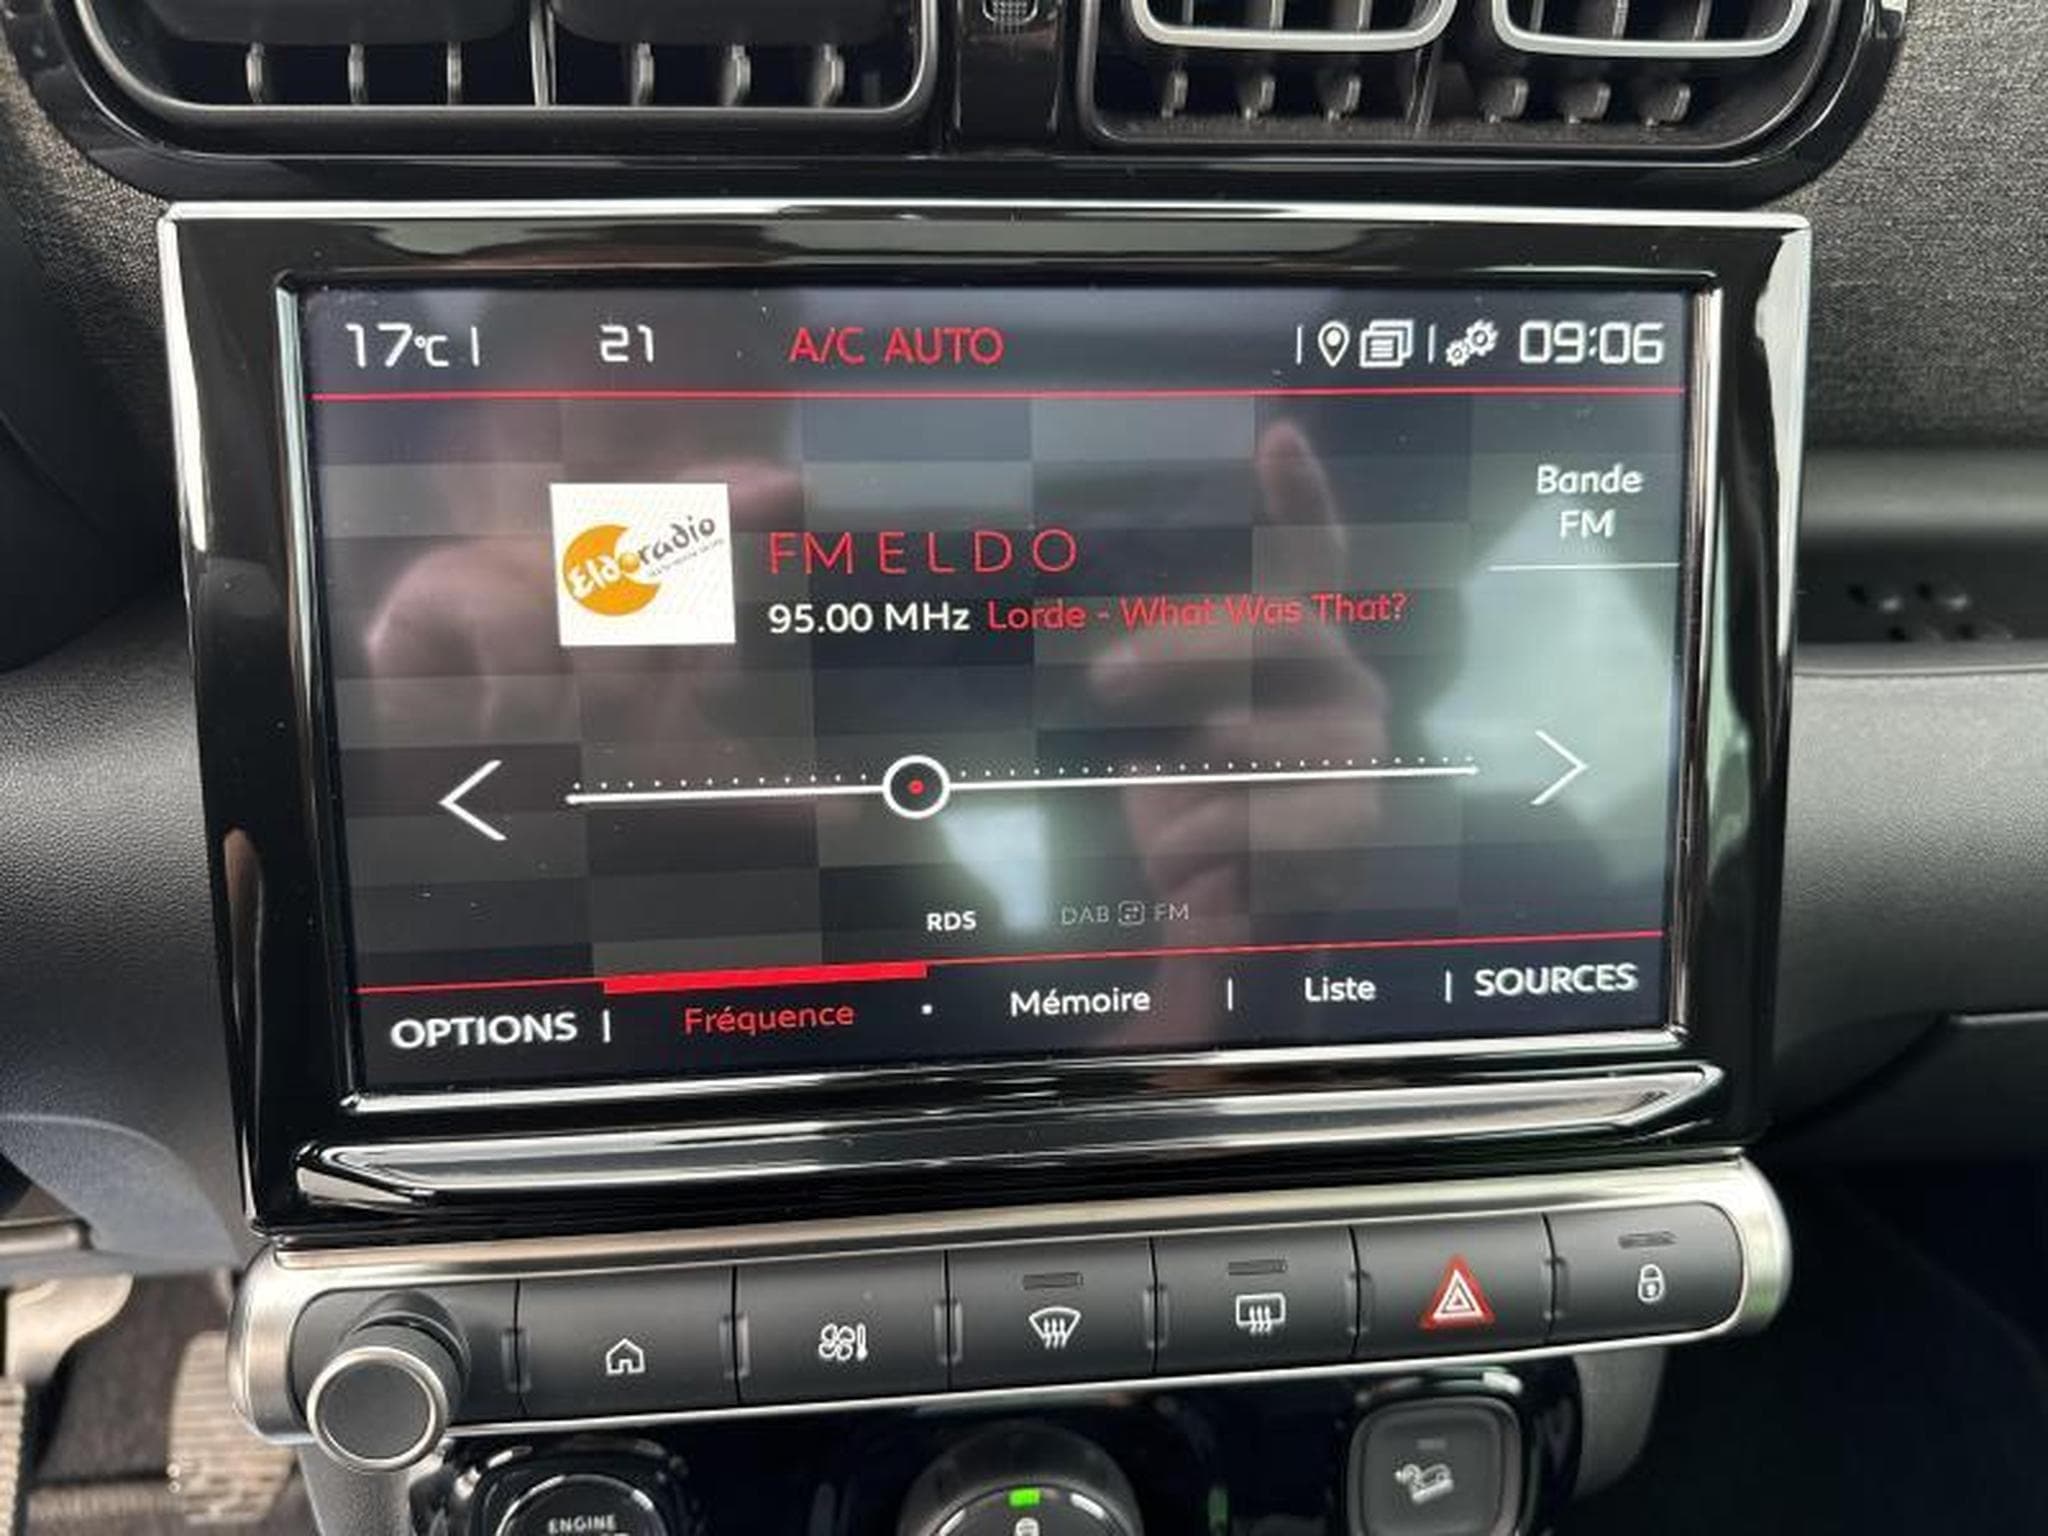 17°C | 21 A/C AUTO | | 09:06
Bande
FM
Eldoradio
FM E L D O
95.00 MHz Lorde - What Was That?
RDS DAB FM
OPTIONS | Fréquence Mémoire | Liste | SOURCES
ENGINE